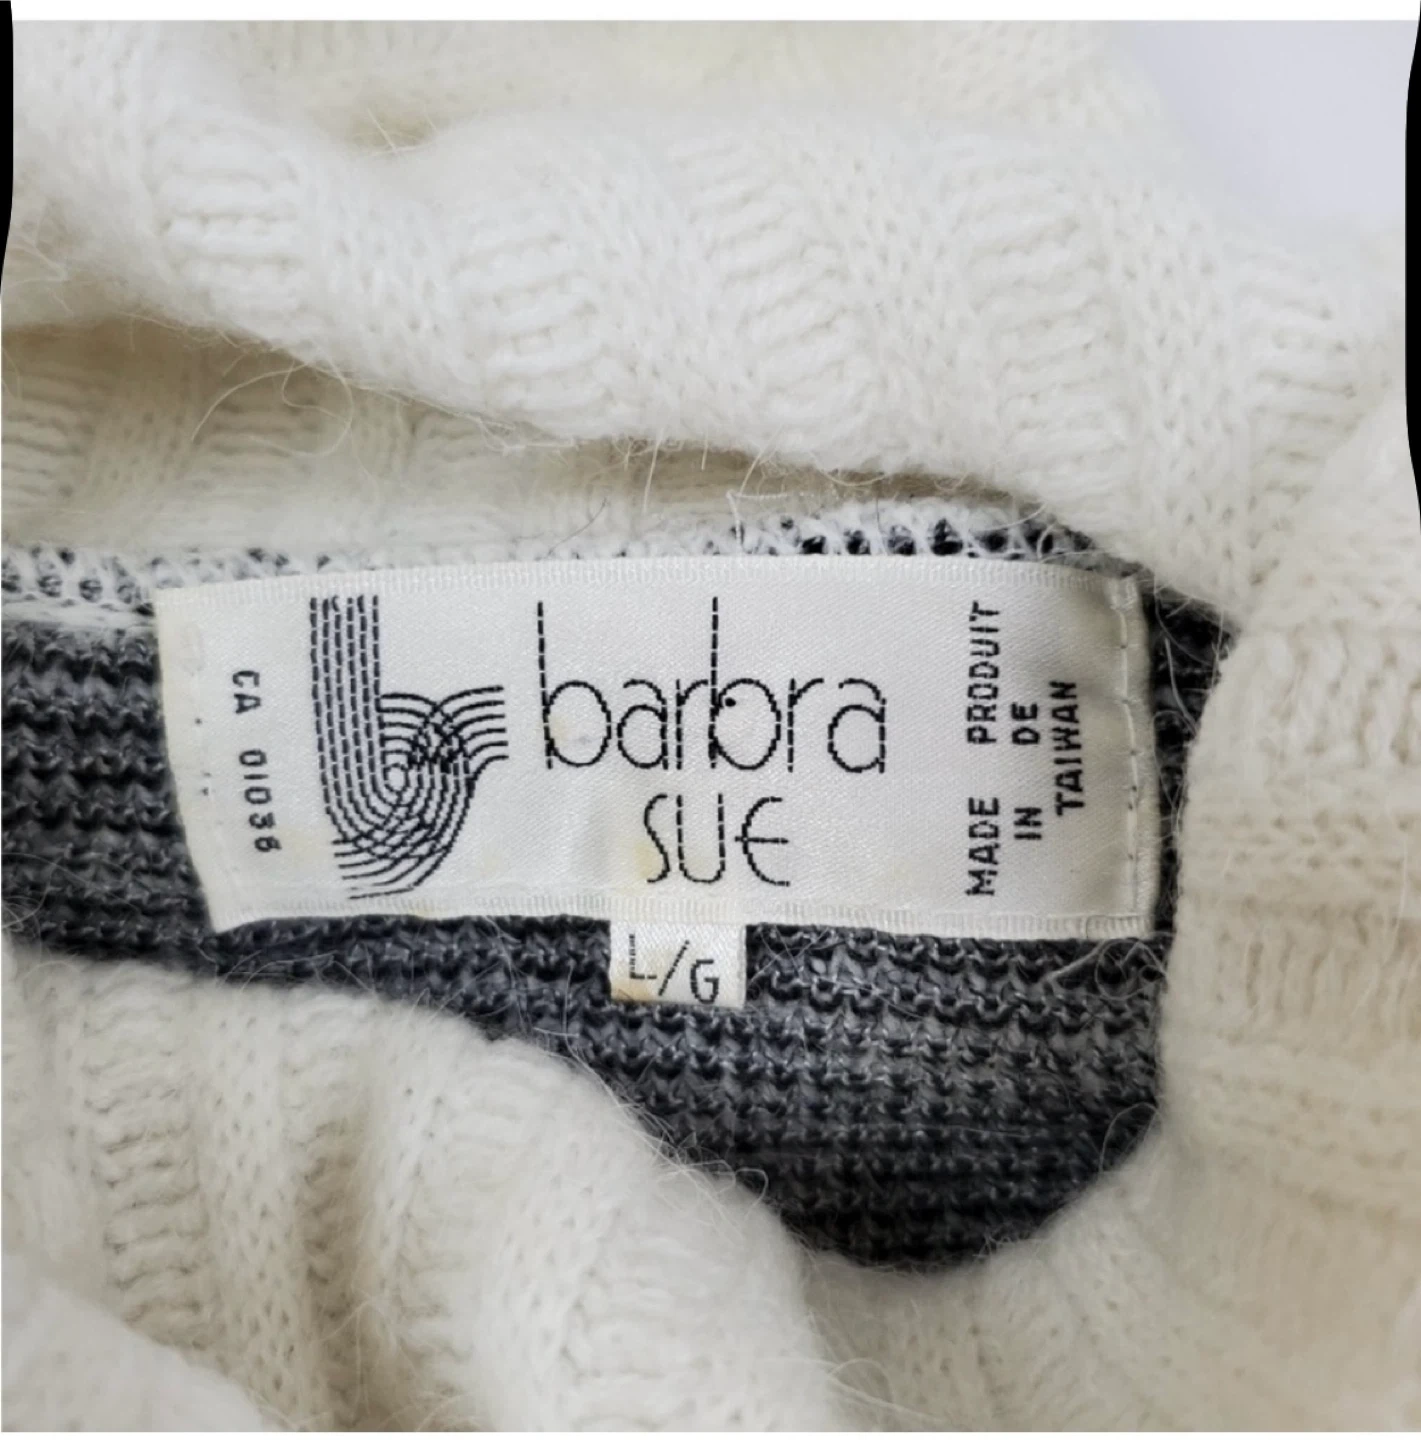 CA 01036
barbra
SUE
MADE PRODUIT
IN DE
TAIWAN
L/G